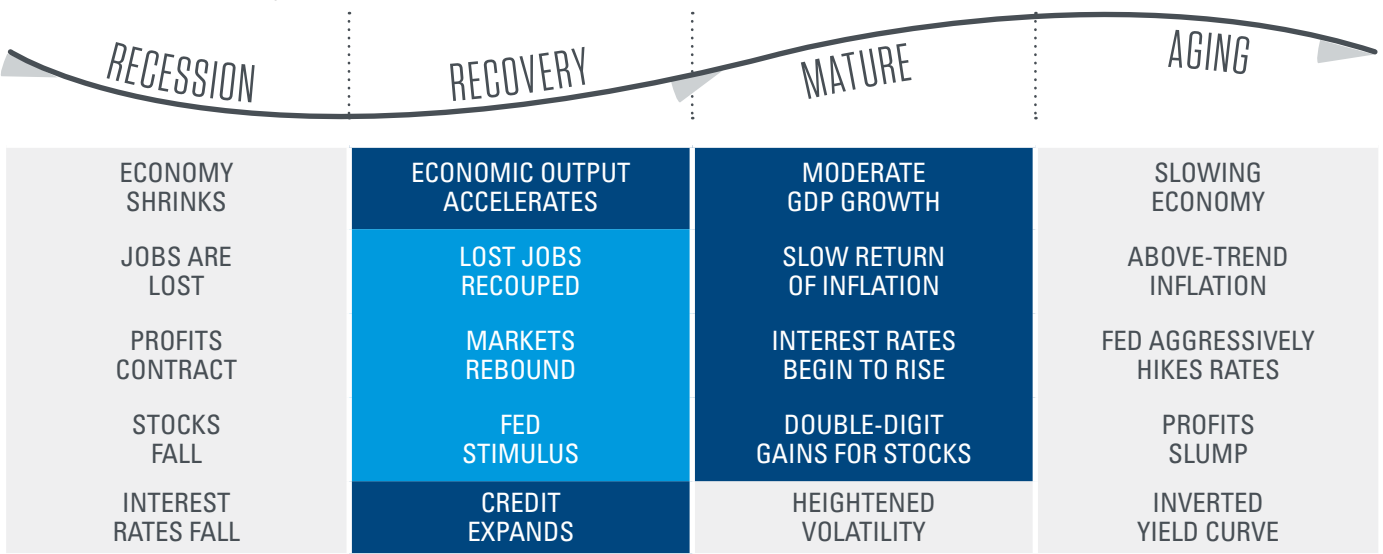 RECESSION
RECOVERY
MATURE
AGING
ECONOMY
SHRINKS
ECONOMIC OUTPUT
ACCELERATES
MODERATE
GDP GROWTH
SLOWING
ECONOMY
JOBS ARE
LOST
LOST JOBS
RECOUPED
SLOW RETURN
OF INFLATION
ABOVE-TREND
INFLATION
PROFITS
CONTRACT
MARKETS
REBOUND
INTEREST RATES
BEGIN TO RISE
FED AGGRESSIVELY
HIKES RATES
STOCKS
FALL
FED
STIMULUS
DOUBLE-DIGIT
GAINS FOR STOCKS
PROFITS
SLUMP
INTEREST
RATES FALL
CREDIT
EXPANDS
HEIGHTENED
VOLATILITY
INVERTED
YIELD CURVE